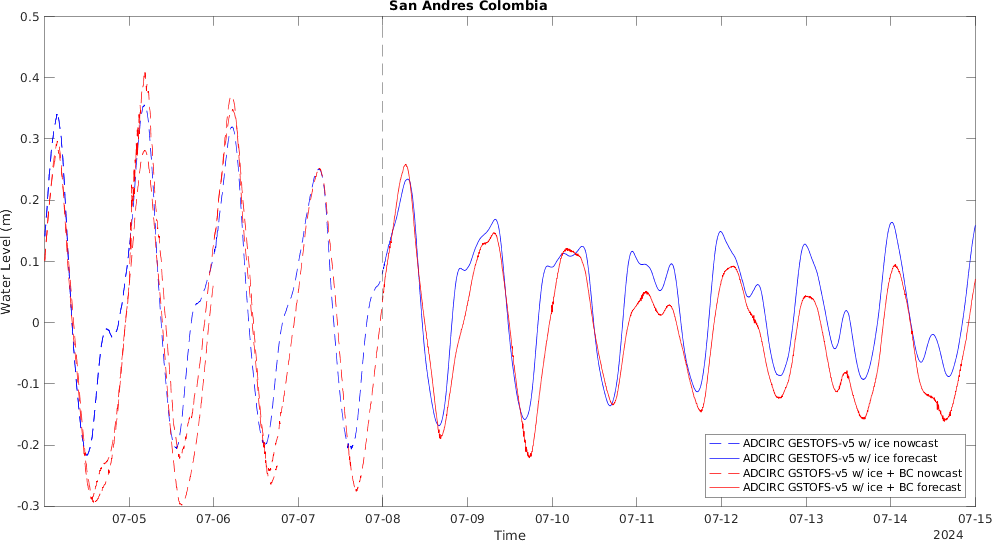 San Andres Colombia
0.5
0.4
0.3
0.2
0.1
0
-0.1
-0.2
-0.3
Water Level (m)
ADCIRC GESTOFS-v5 w/ ice nowcast
ADCIRC GESTOFS-v5 w/ ice forecast
ADCIRC GSTOFS-v5 w/ ice + BC nowcast
ADCIRC GSTOFS-v5 w/ ice + BC forecast
07-05 07-06 07-07 07-08 07-09 07-10 07-11 07-12 07-13 07-14 07-15
Time
2024